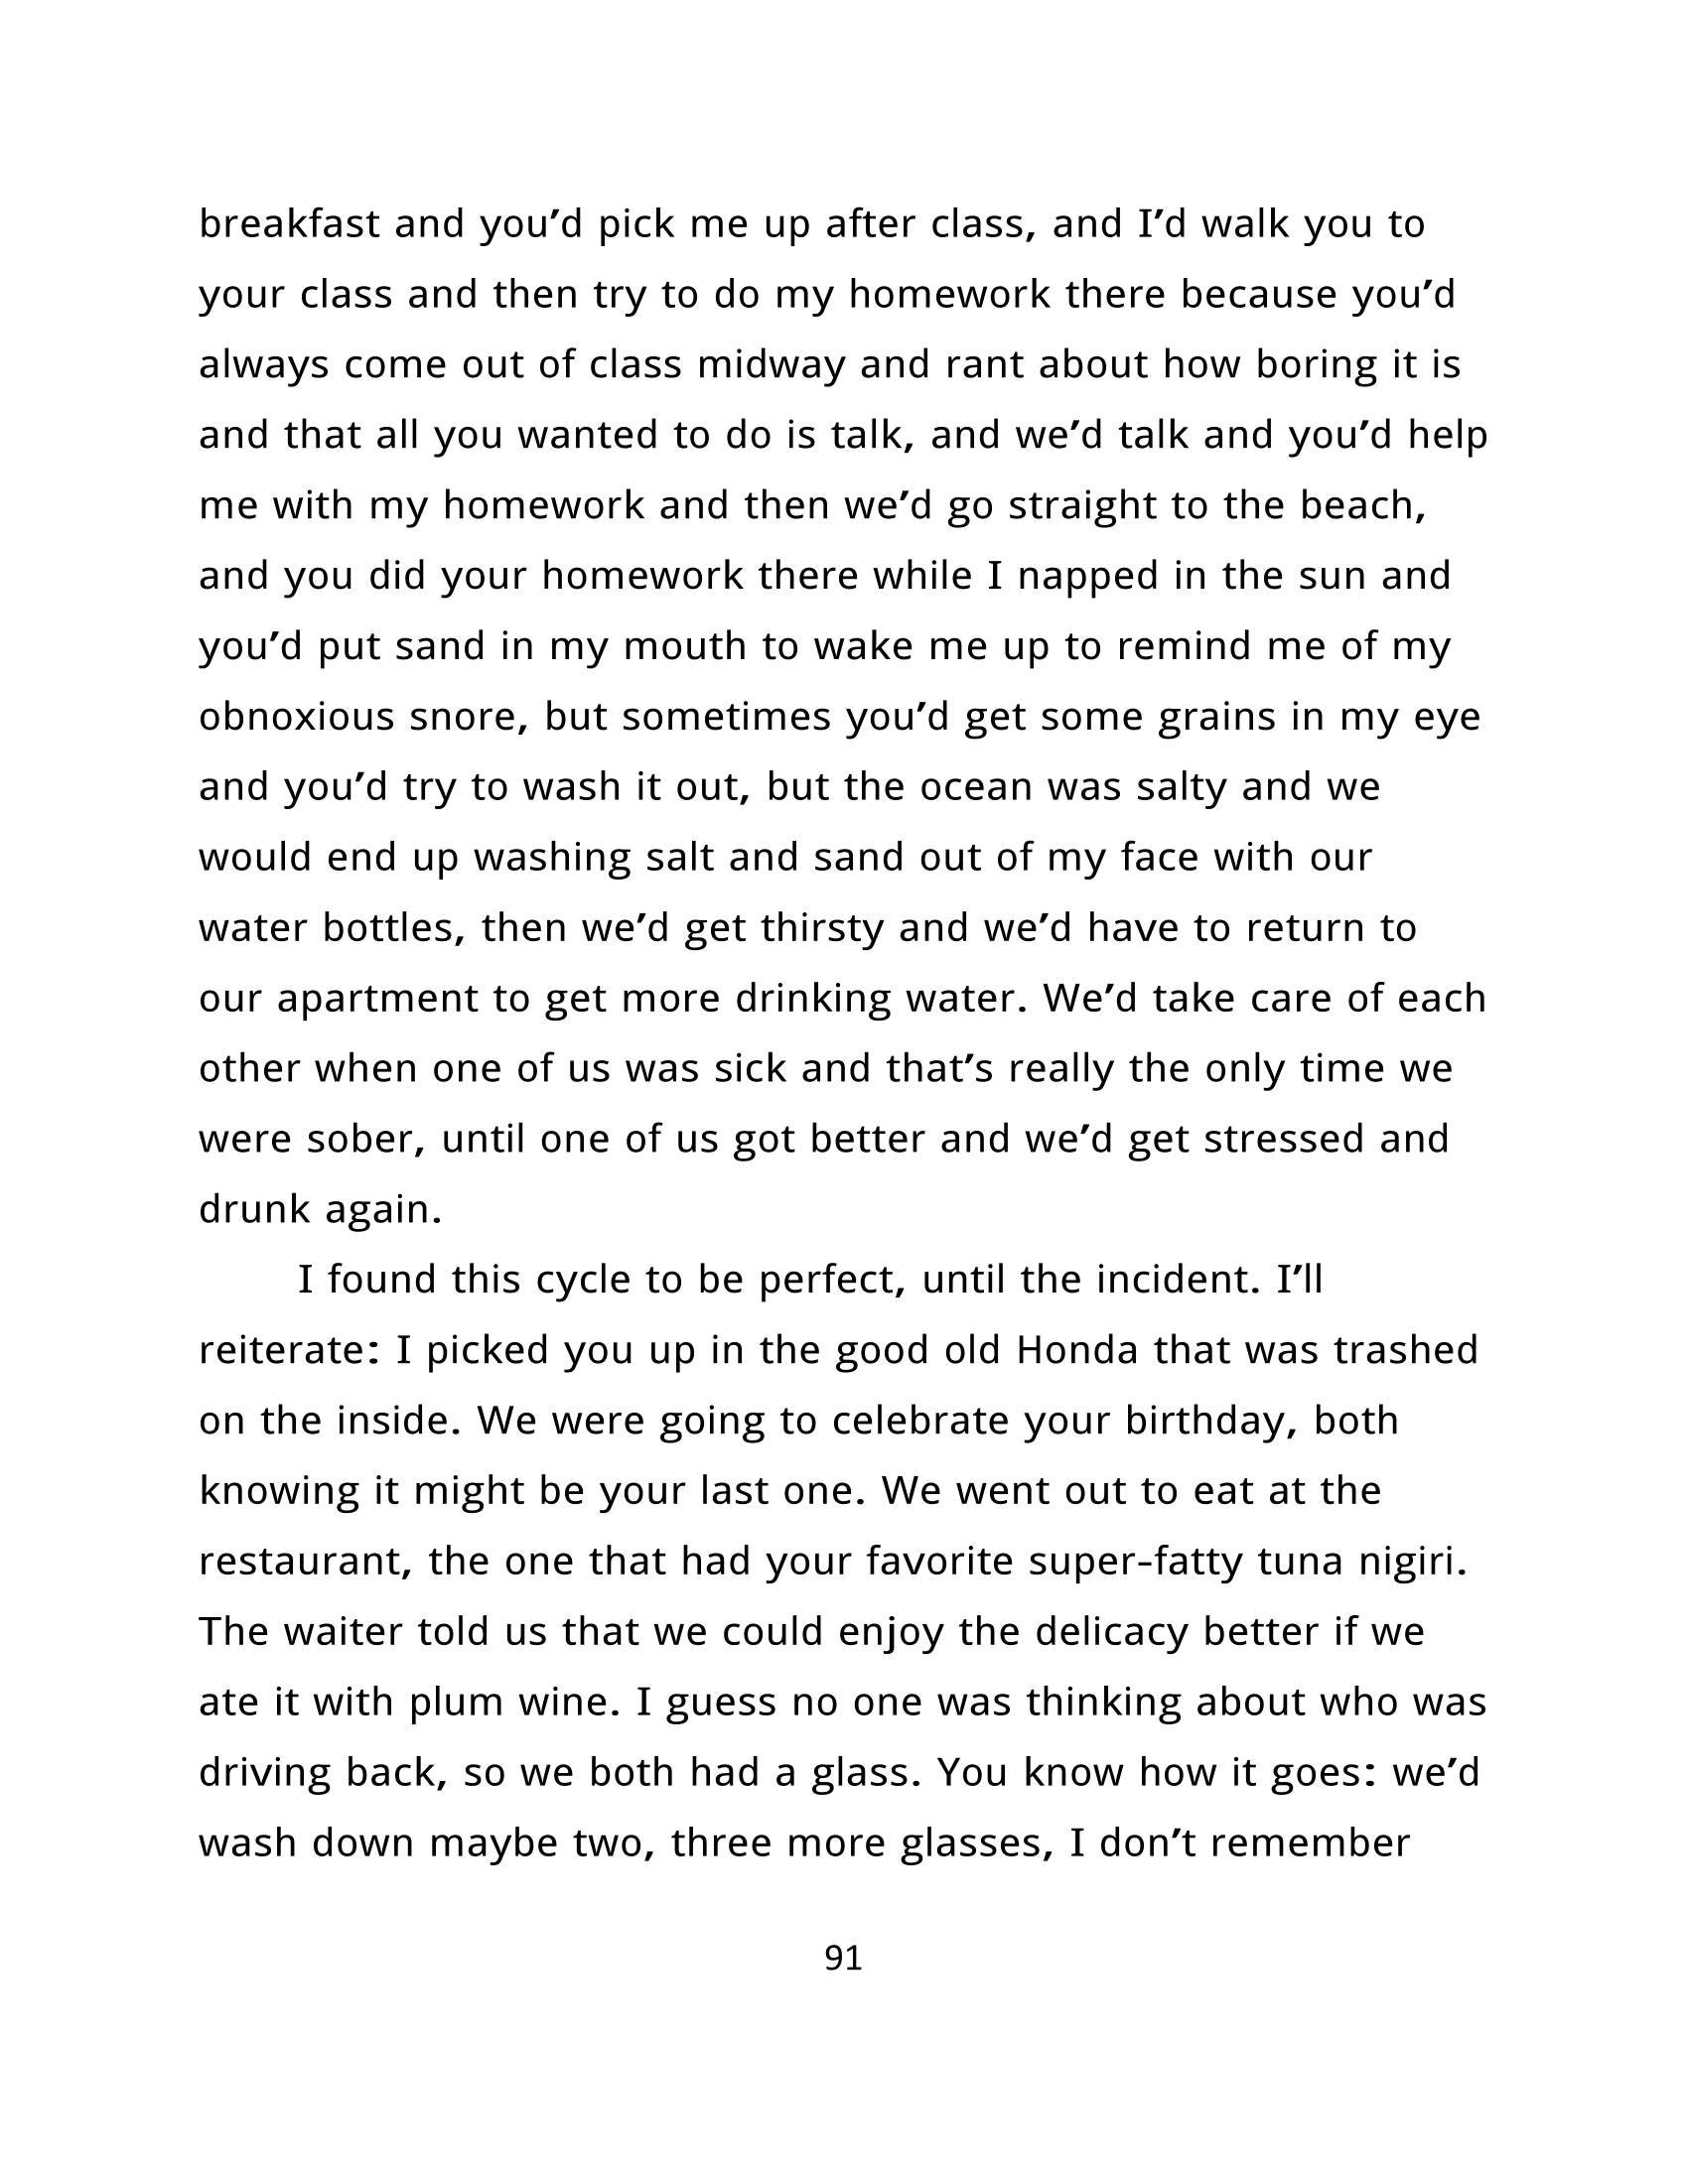 breakfast and you’d pick me up after class, and I’d walk you to
your class and then try to do my homework there because you’d
always come out of class midway and rant about how boring it is
and that all you wanted to do is talk, and we’d talk and you’d help
me with my homework and then we’d go straight to the beach,
and you did your homework there while I napped in the sun and
you’d put sand in my mouth to wake me up to remind me of my
obnoxious snore, but sometimes you’d get some grains in my eye
and you’d try to wash it out, but the ocean was salty and we
would end up washing salt and sand out of my face with our
water bottles, then we’d get thirsty and we’d have to return to
our apartment to get more drinking water. We’d take care of each
other when one of us was sick and that’s really the only time we
were sober, until one of us got better and we’d get stressed and
drunk again.
I found this cycle to be perfect, until the incident. I’ll
reiterate: I picked you up in the good old Honda that was trashed
on the inside. We were going to celebrate your birthday, both
knowing it might be your last one. We went out to eat at the
restaurant, the one that had your favorite super-fatty tuna nigiri.
The waiter told us that we could enjoy the delicacy better if we
ate it with plum wine. I guess no one was thinking about who was
driving back, so we both had a glass. You know how it goes: we’d
wash down maybe two, three more glasses, I don’t remember
91